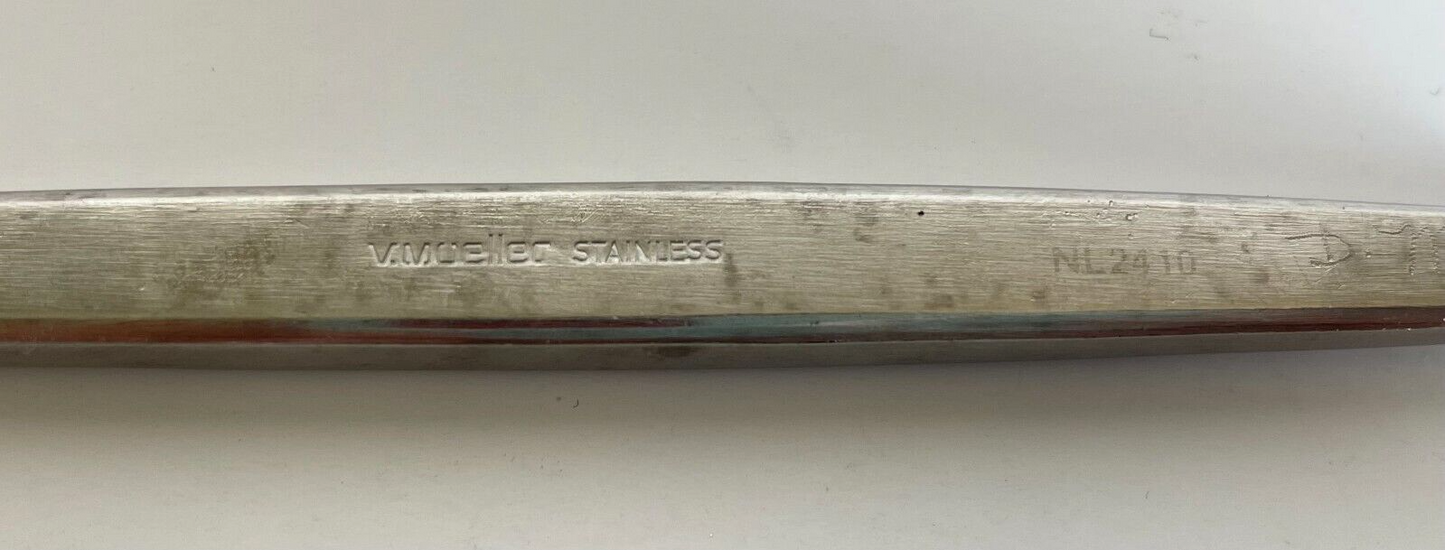 V. Mueller STAINLESS NL2410